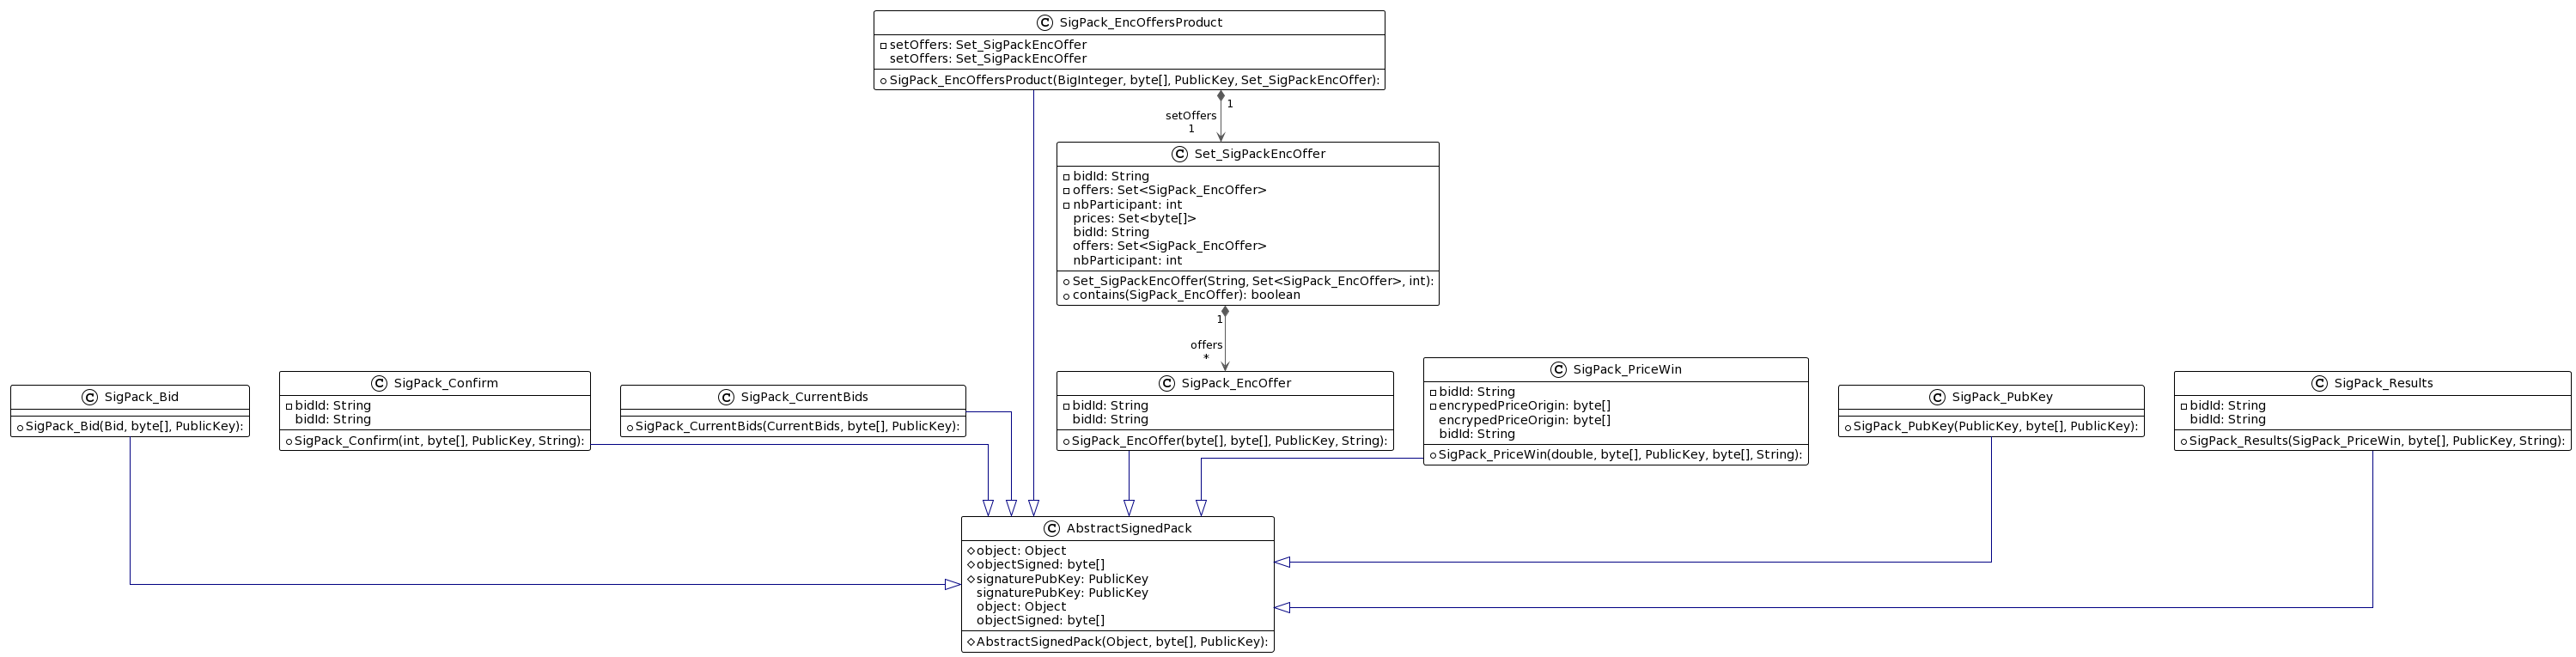 SigPack_EncOffersProduct
setOffers: Set_SigPackEncOffer
setOffers: Set_SigPackEncOffer
SigPack_EncOffersProduct(BigInteger, byte[], PublicKey, Set_SigPackEncOffer):
1
setOffers
1
Set_SigPackEncOffer
bidId: String
offers: Set<SigPack_EncOffer>
nbParticipant: int
prices: Set<byte[]>
bidId: String
offers: Set<SigPack_EncOffer>
nbParticipant: int
Set_SigPackEncOffer(String, Set<SigPack_EncOffer>, int):
contains(SigPack_EncOffer): boolean
1
offers
*
SigPack_Bid
SigPack_Bid(Bid, byte[], PublicKey):
SigPack_Confirm
bidId: String
bidId: String
SigPack_Confirm(int, byte[], PublicKey, String):
SigPack_CurrentBids
SigPack_CurrentBids(CurrentBids, byte[], PublicKey):
SigPack_EncOffer
bidId: String
bidId: String
SigPack_EncOffer(byte[], byte[], PublicKey, String):
SigPack_PriceWin
bidId: String
encrypedPriceOrigin: byte[]
encrypedPriceOrigin: byte[]
bidId: String
SigPack_PriceWin(double, byte[], PublicKey, byte[], String):
SigPack_PubKey
SigPack_PubKey(PublicKey, byte[], PublicKey):
SigPack_Results
bidId: String
bidId: String
SigPack_Results(SigPack_PriceWin, byte[], PublicKey, String):
AbstractSignedPack
object: Object
objectSigned: byte[]
signaturePubKey: PublicKey
signaturePubKey: PublicKey
object: Object
objectSigned: byte[]
AbstractSignedPack(Object, byte[], PublicKey):